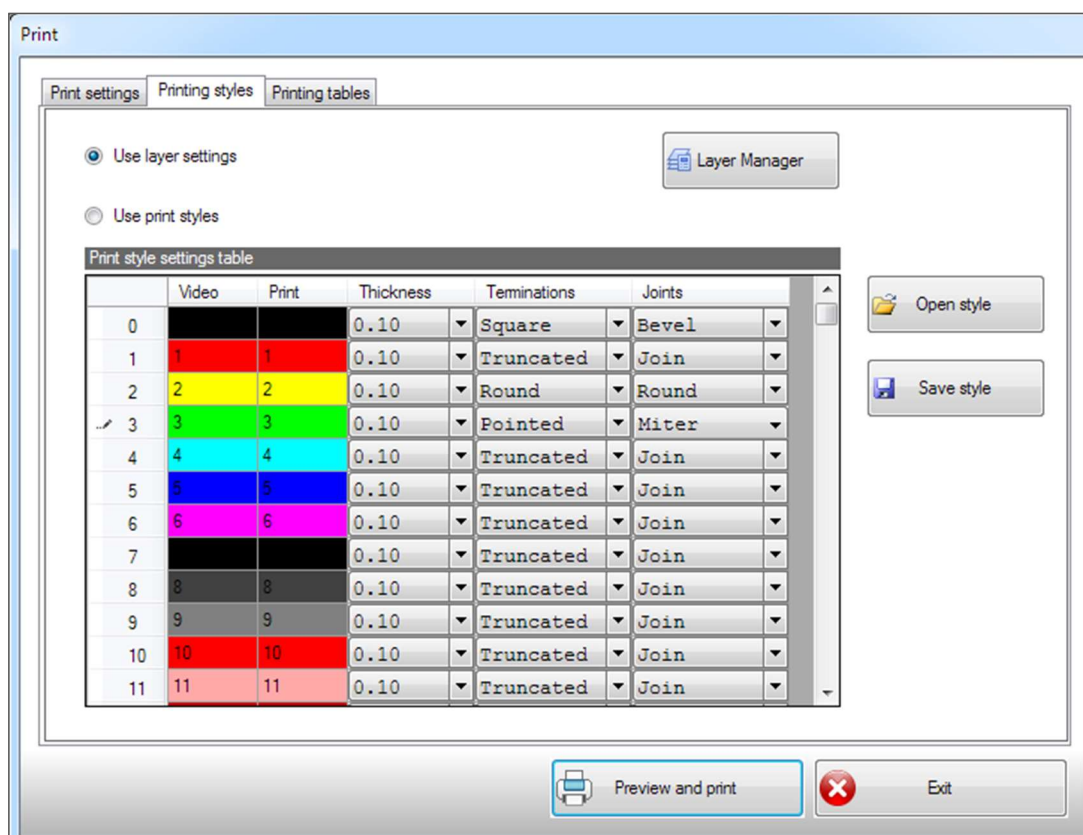 Print
Print settings Printing styles Printing tables
Use layer settings
Layer Manager
Use print styles
Print style settings table
Video Print Thickness Terminations Joints
0 0.10 Square Bevel
1 1 1 0.10 Truncated Join
2 2 2 0.10 Round Round
3 3 3 0.10 Pointed Miter
4 4 4 0.10 Truncated Join
5 5 5 0.10 Truncated Join
6 6 6 0.10 Truncated Join
7 0.10 Truncated Join
8 8 8 0.10 Truncated Join
9 9 9 0.10 Truncated Join
10 10 10 0.10 Truncated Join
11 11 11 0.10 Truncated Join
Open style
Save style
Preview and print
Exit